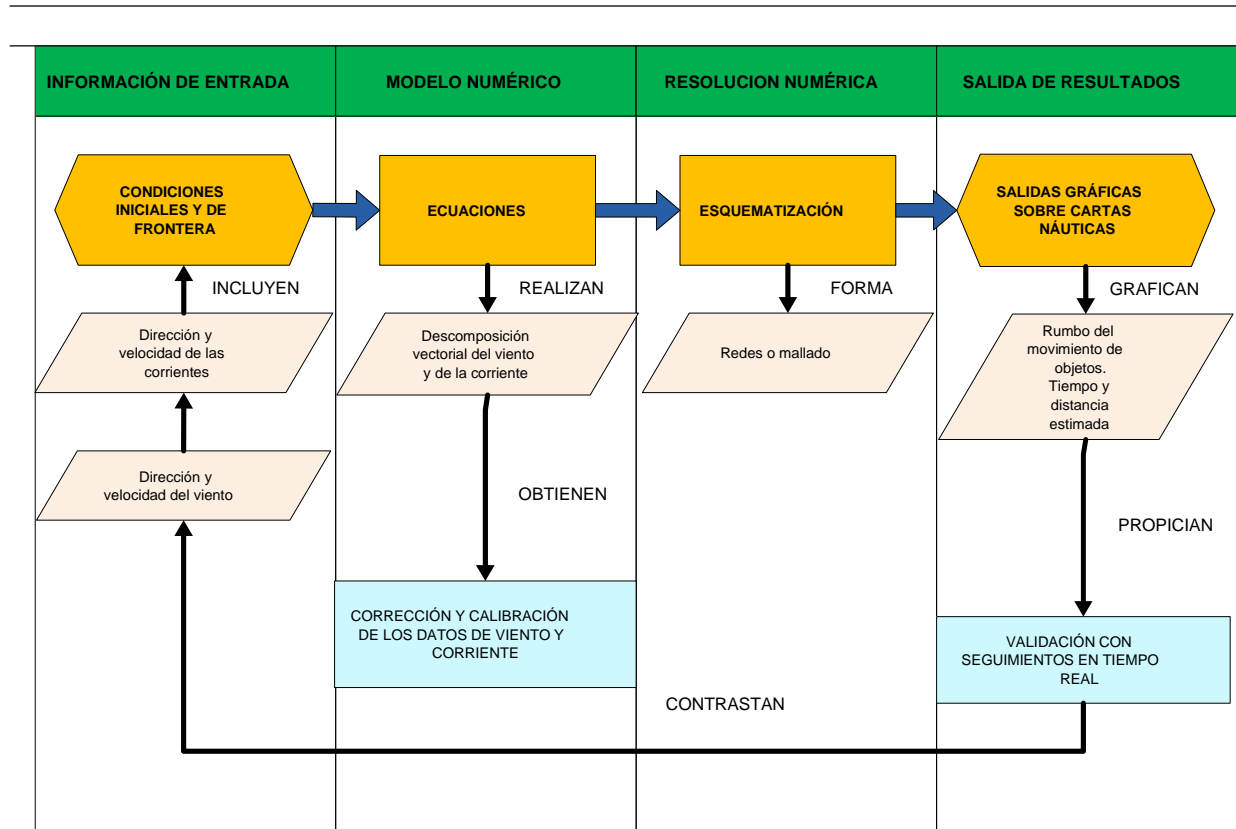 INFORMACIÓN DE ENTRADA
MODELO NUMÉRICO
RESOLUCION NUMÉRICA
SALIDA DE RESULTADOS
CONDICIONES
INICIALES Y DE
FRONTERA
ECUACIONES
ESQUEMATIZACIÓN
SALIDAS GRÁFICAS
SOBRE CARTAS
NÁUTICAS
INCLUYEN
REALIZAN
FORMA
GRAFICAN
Dirección y
velocidad de las
corrientes
Descomposición
vectorial del viento
y de la corriente
Redes o mallado
Rumbo del
movimiento de
objetos.
Tiempo y
distancia
estimada
Dirección y
velocidad del viento
OBTIENEN
PROPICIAN
CORRECCIÓN Y CALIBRACIÓN
DE LOS DATOS DE VIENTO Y
CORRIENTE
VALIDACIÓN CON
SEGUIMIENTOS EN TIEMPO
REAL
CONTRASTAN